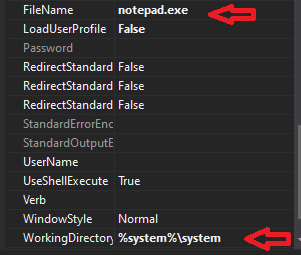 FileName notepad.exe
LoadUserProfile False
Password
RedirectStandard False
RedirectStandard False
RedirectStandard False
StandardErrorEnc
StandardOutputE
UserName
UseShellExecute True
Verb
WindowStyle Normal
WorkingDirectory %system%\system